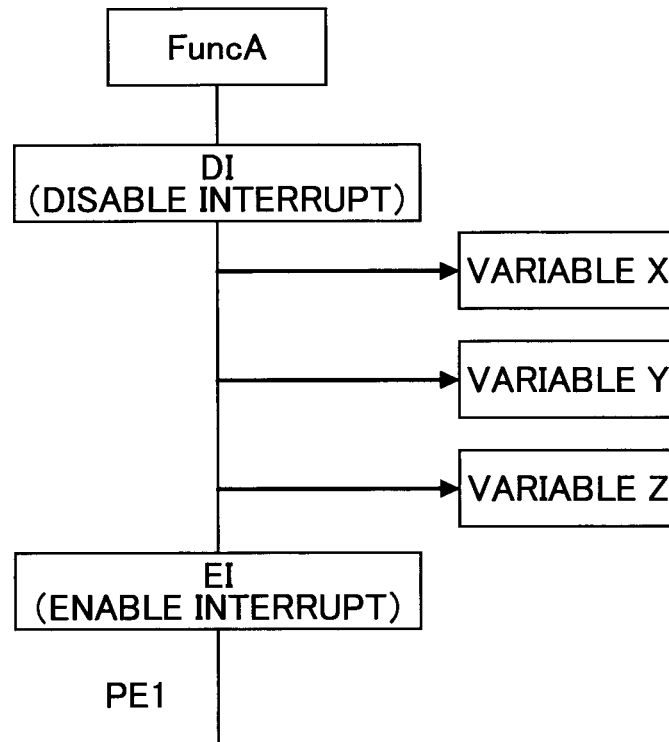 FuncA
DI
(DISABLE INTERRUPT)
VARIABLE X
VARIABLE Y
VARIABLE Z
EI
(ENABLE INTERRUPT)
PE1